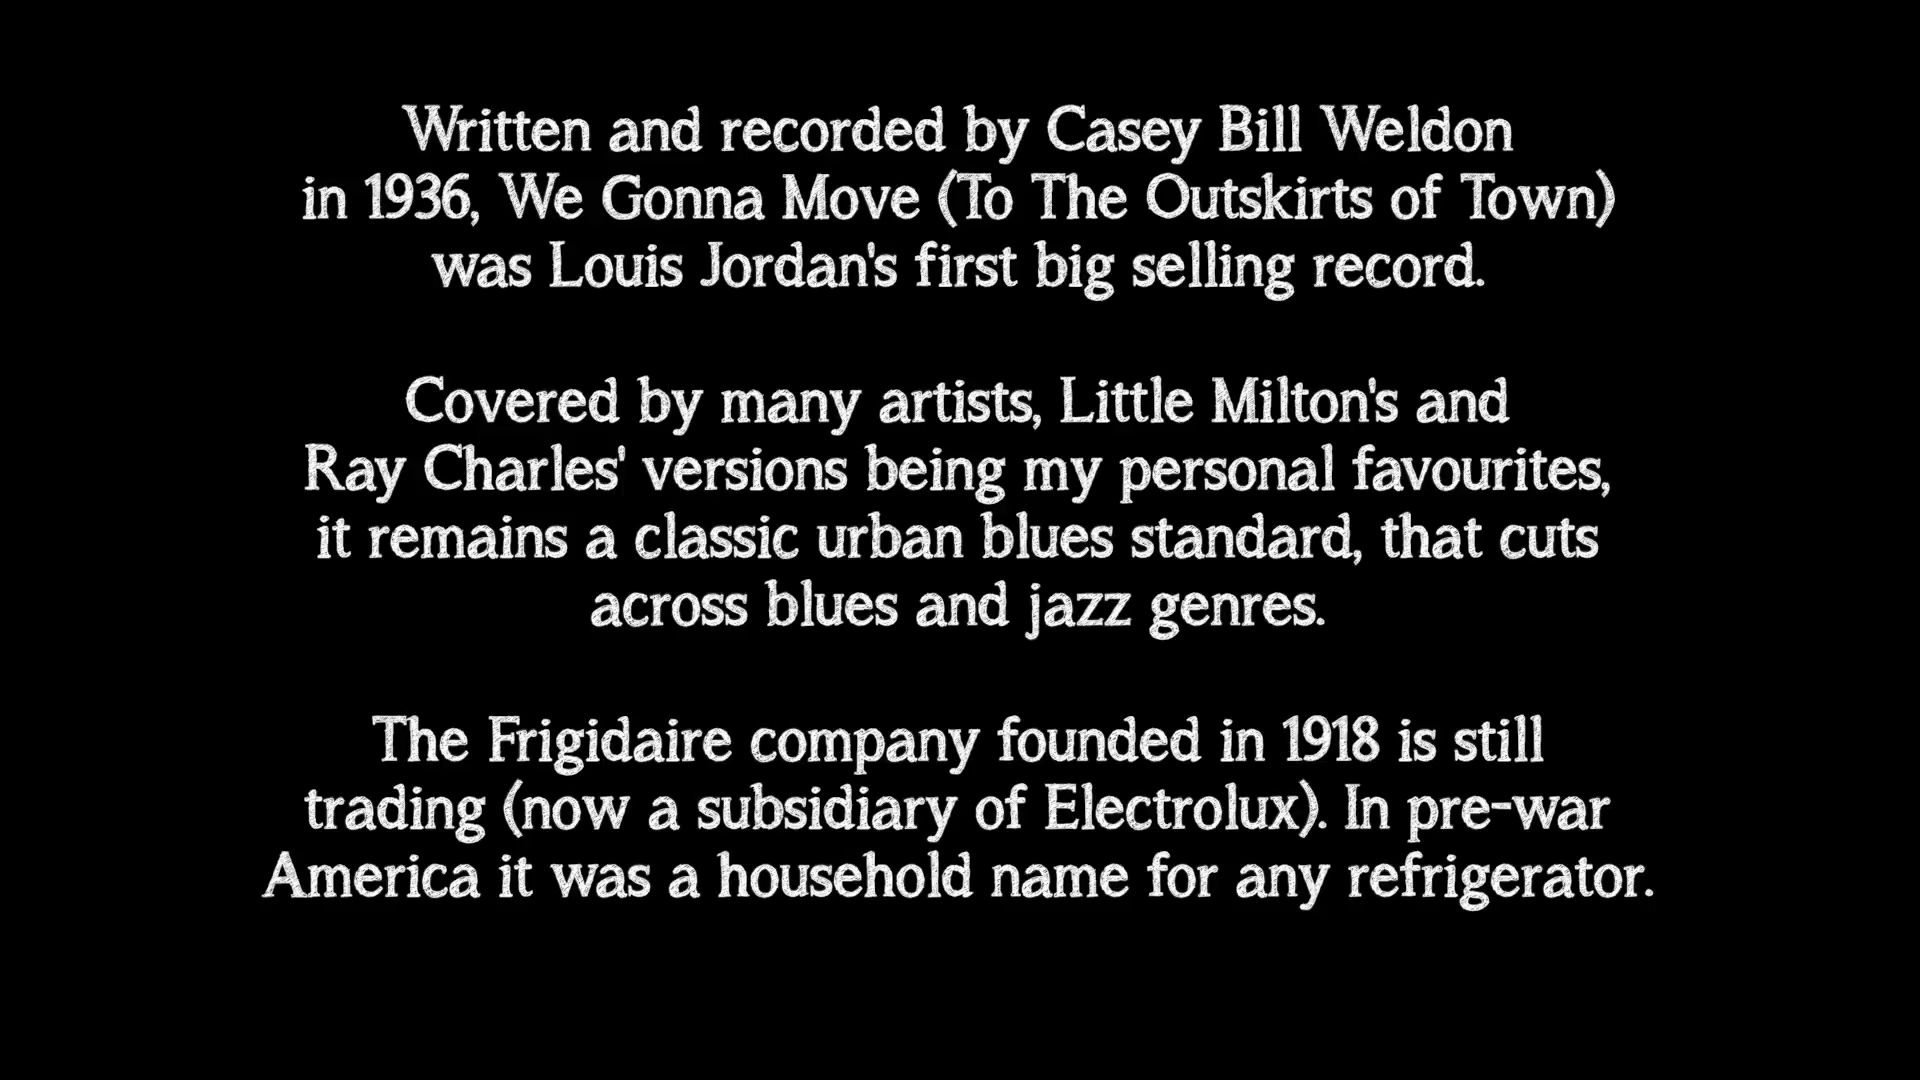 Written and recorded by Casey Bill Weldon
in 1936, We Gonna Move (To The Outskirts of Town)
was Louis Jordan's first big selling record.
Covered by many artists, Little Milton's and
Ray Charles' versions being my personal favourites,
it remains a classic urban blues standard, that cuts
across blues and jazz genres.
The Frigidaire company founded in 1918 is still
trading (now a subsidiary of Electrolux). In pre-war
America it was a household name for any refrigerator.